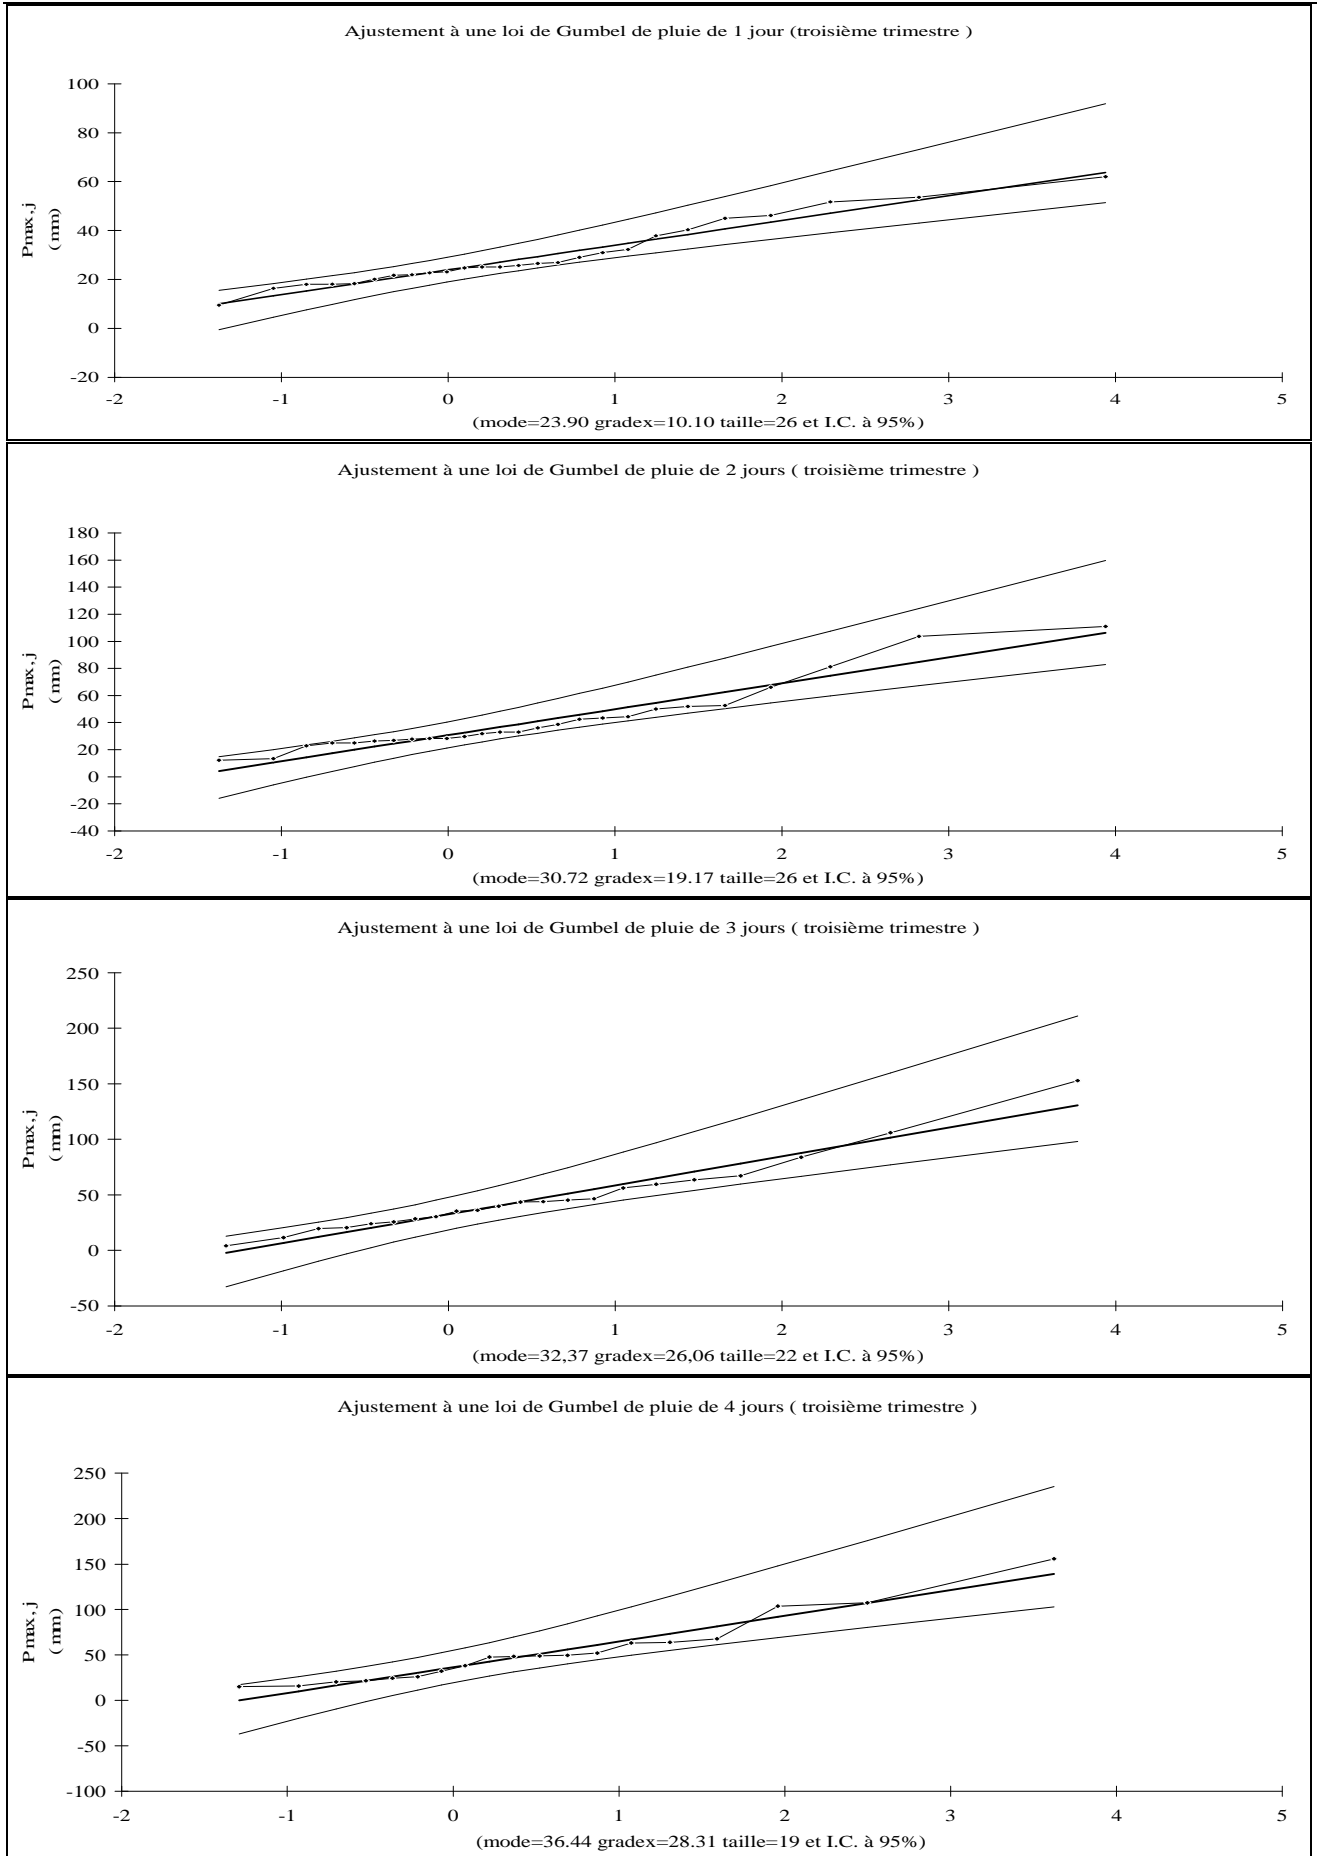 Ajustement à une loi de Gumbel de pluie de 1 jour (troisième trimestre )
100
80
60
40
20
0
-20
Pmax,j
(mm)
-2 -1 0 1 2 3 4 5
(mode=23.90 gradex=10.10 taille=26 et I.C. à 95%)
Ajustement à une loi de Gumbel de pluie de 2 jours ( troisième trimestre )
180
160
140
120
100
80
60
40
20
0
-20
-40
Pmax,j
(mm)
-2 -1 0 1 2 3 4 5
(mode=30.72 gradex=19.17 taille=26 et I.C. à 95%)
Ajustement à une loi de Gumbel de pluie de 3 jours ( troisième trimestre )
250
200
150
100
50
0
-50
Pmax,j
(mm)
-2 -1 0 1 2 3 4 5
(mode=32,37 gradex=26,06 taille=22 et I.C. à 95%)
Ajustement à une loi de Gumbel de pluie de 4 jours ( troisième trimestre )
250
200
150
100
50
0
-50
-100
Pmax,j
(mm)
-2 -1 0 1 2 3 4 5
(mode=36.44 gradex=28.31 taille=19 et I.C. à 95%)